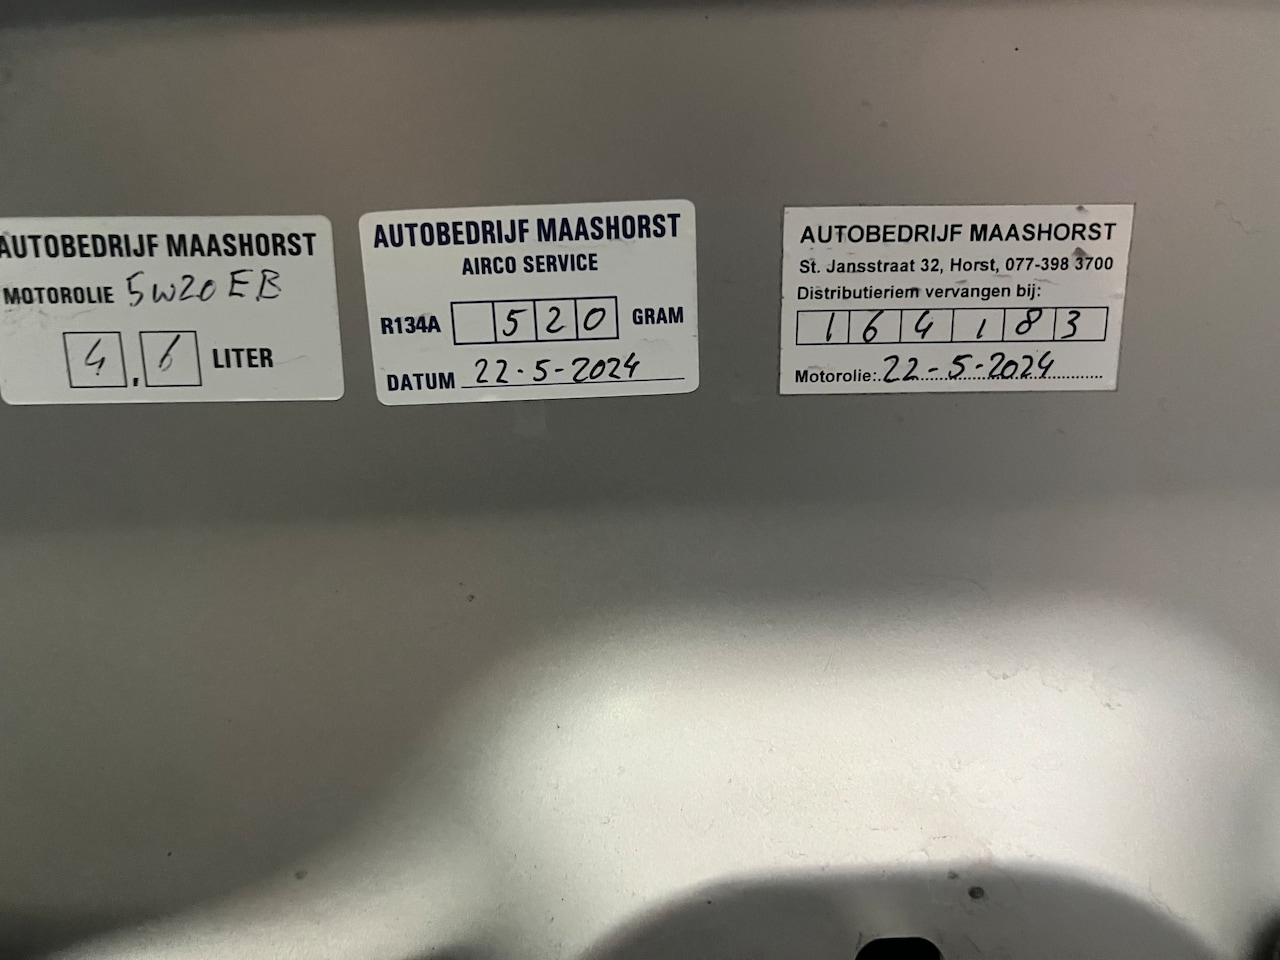 AUTOBEDRIJF MAASHORST
MOTOROLIE 5W20 EB
4,6 LITER
AUTOBEDRIJF MAASHORST
AIRCO SERVICE
R134A 520 GRAM
DATUM 22-5-2024
AUTOBEDRIJF MAASHORST
St. Jansstraat 32, Horst, 077-398 3700
Distributieriem vervangen bij:
164183
Motorolie:.22-5-2024